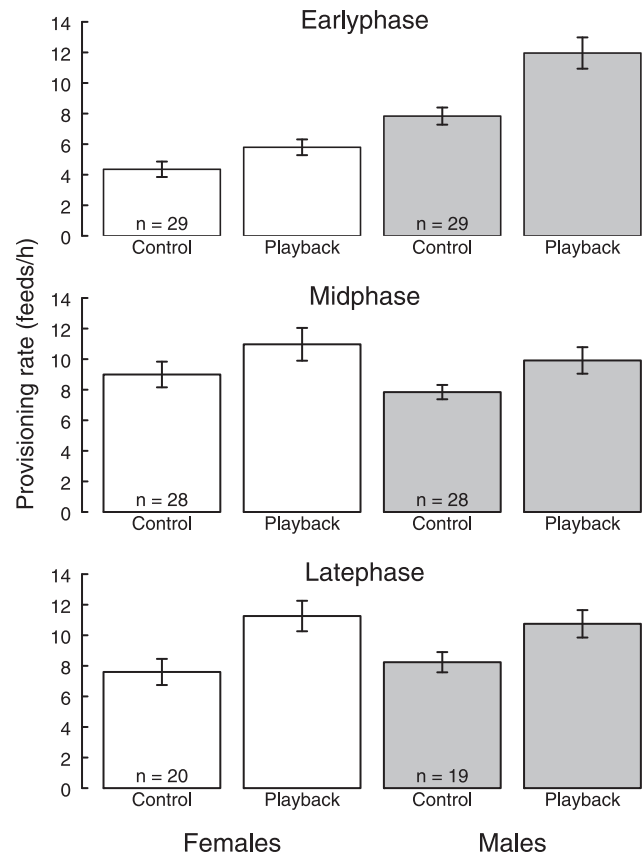 Earlyphase
14
12
10
8
6
4
2
0
n = 29
n = 29
Control Playback Control Playback
Provisioning rate (feeds/h)
Midphase
14
12
10
8
6
4
2
0
n = 28
n = 28
Control Playback Control Playback
Latephase
14
12
10
8
6
4
2
0
n = 20
n = 19
Control Playback Control Playback
Females Males